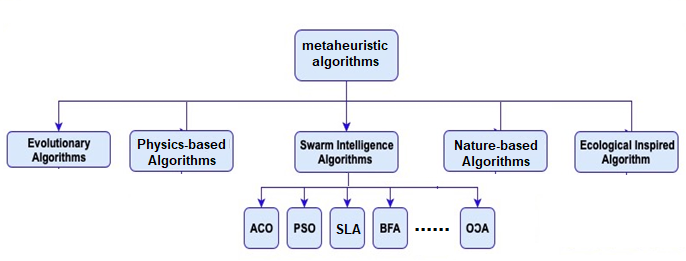 metaheuristic
algorithms
Evolutionary
Algorithms
Physics-based
Algorithms
Swarm Intelligence
Algorithms
Nature-based
Algorithms
Ecological Inspired
Algorithm
ACO
PSO
SLA
BFA
......
OƆA